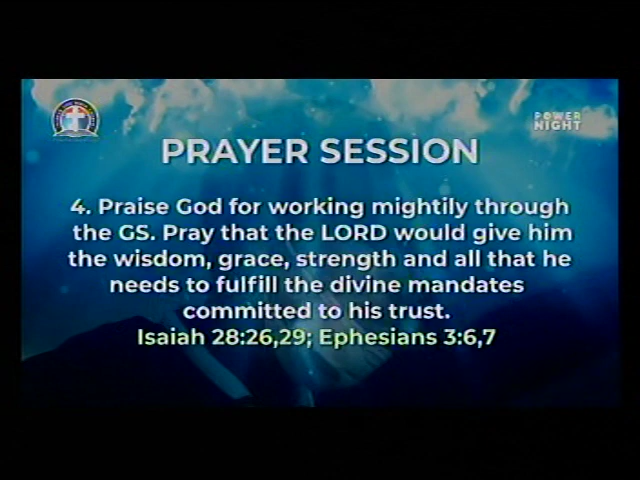 POWER
NIGHT
PRAYER SESSION
4. Praise God for working mightily through
the GS. Pray that the LORD would give him
the wisdom, grace, strength and all that he
needs to fulfill the divine mandates
committed to his trust.
Isaiah 28:26,29; Ephesians 3:6,7